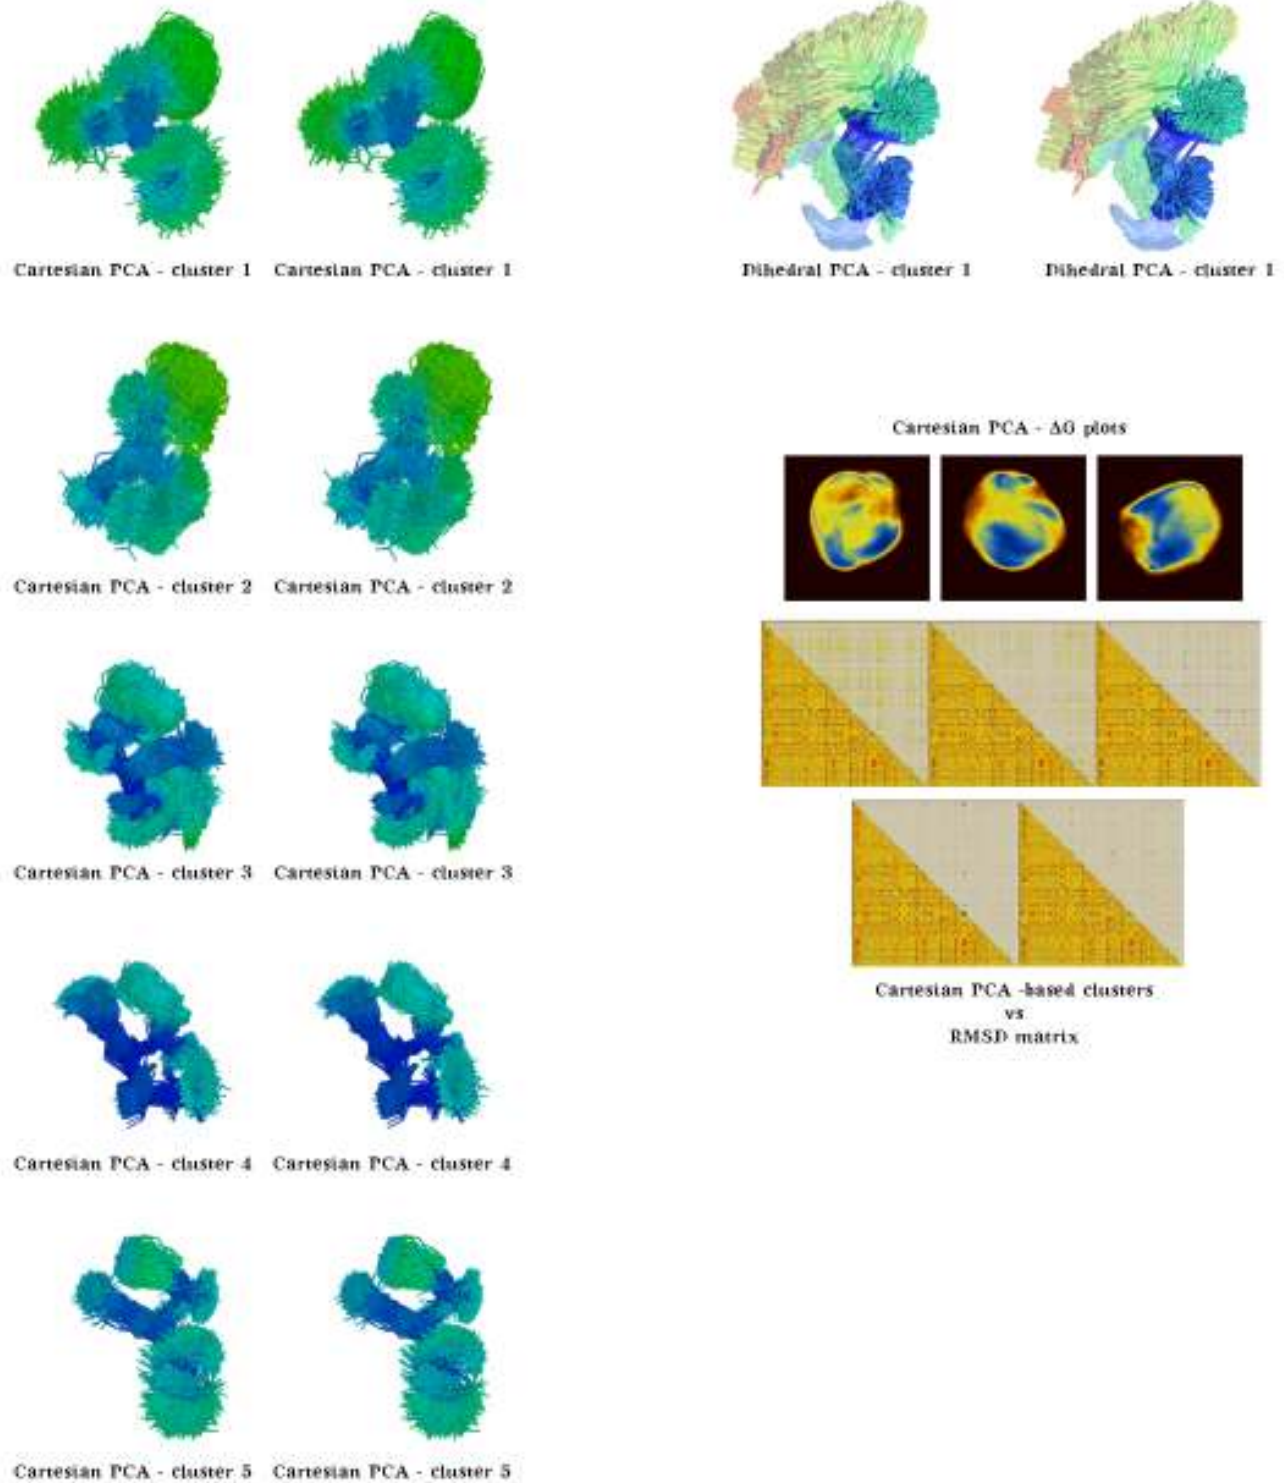 Cartesian PCA - cluster 1 Cartesian PCA - cluster 1
Dihedral PCA - cluster 1 Dihedral PCA - cluster 1
Cartesian PCA - cluster 2 Cartesian PCA - cluster 2
Cartesian PCA - cluster 3 Cartesian PCA - cluster 3
Cartesian PCA - cluster 4 Cartesian PCA - cluster 4
Cartesian PCA - cluster 5 Cartesian PCA - cluster 5
Cartesian PCA - ΔG plots
Cartesian PCA -based clusters
vs
RMSD matrix